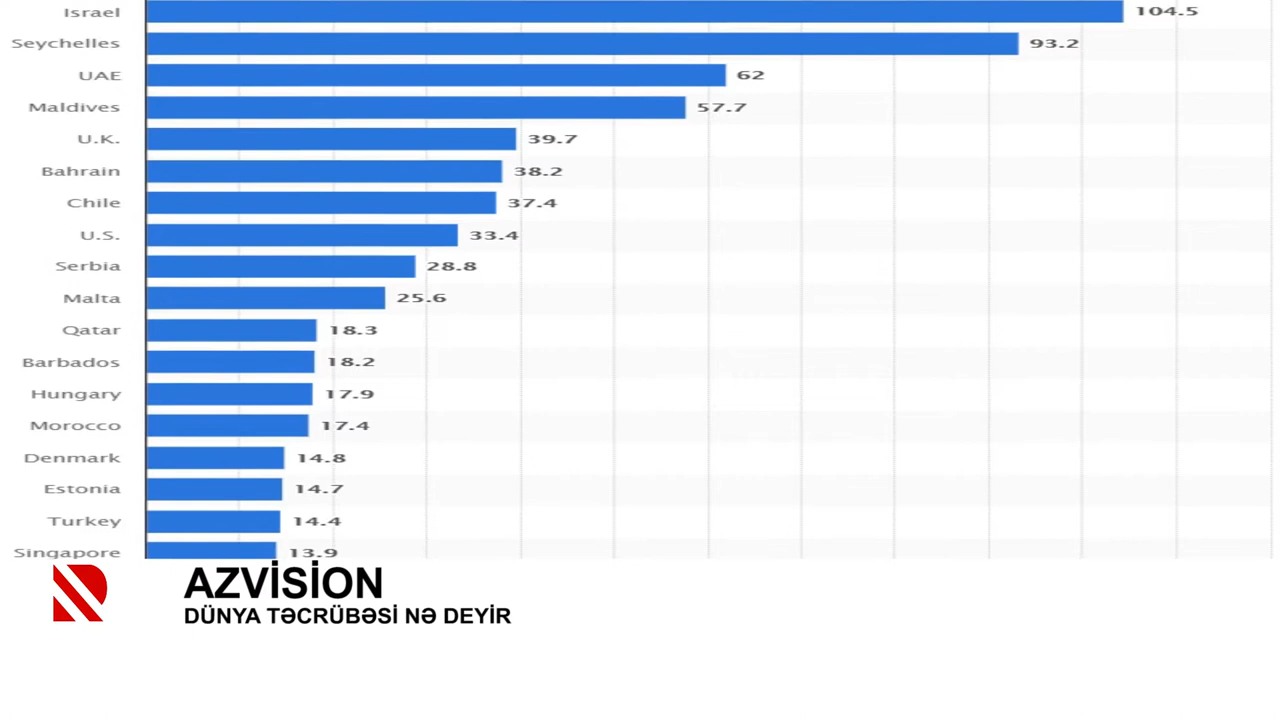 Israel 104.5
Seychelles 93.2
UAE 62
Maldives 57.7
U.K. 39.7
Bahrain 38.2
Chile 37.4
U.S. 33.4
Serbia 28.8
Malta 25.6
Qatar 18.3
Barbados 18.2
Hungary 17.9
Morocco 17.4
Denmark 14.8
Estonia 14.7
Turkey 14.4
Singapore 13.9
AZVİSİON
DÜNYA TƏCRÜBƏSİ NƏ DEYİR